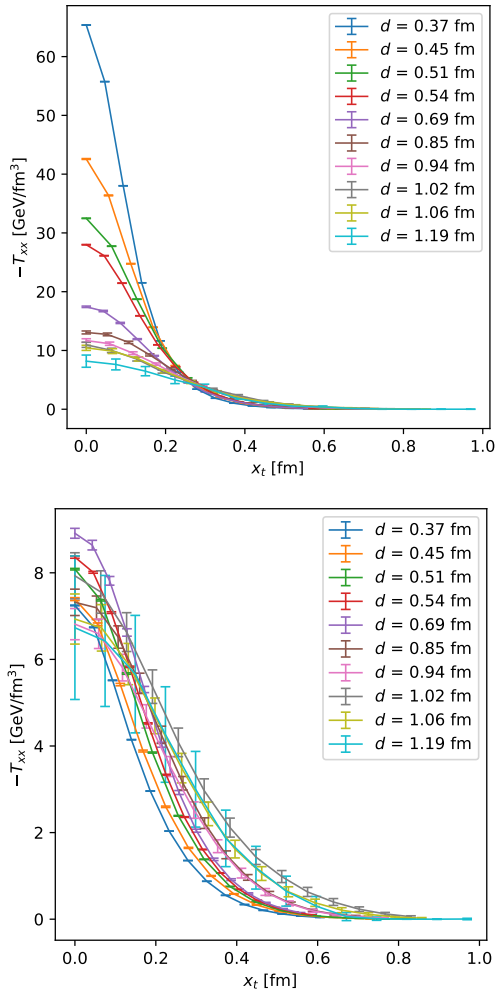 −T_xx [GeV/fm³]
60
50
40
30
20
10
0
0.0 0.2 0.4 0.6 0.8 1.0
x_t [fm]
d = 0.37 fm
d = 0.45 fm
d = 0.51 fm
d = 0.54 fm
d = 0.69 fm
d = 0.85 fm
d = 0.94 fm
d = 1.02 fm
d = 1.06 fm
d = 1.19 fm
−T_xx [GeV/fm³]
8
6
4
2
0
0.0 0.2 0.4 0.6 0.8 1.0
x_t [fm]
d = 0.37 fm
d = 0.45 fm
d = 0.51 fm
d = 0.54 fm
d = 0.69 fm
d = 0.85 fm
d = 0.94 fm
d = 1.02 fm
d = 1.06 fm
d = 1.19 fm